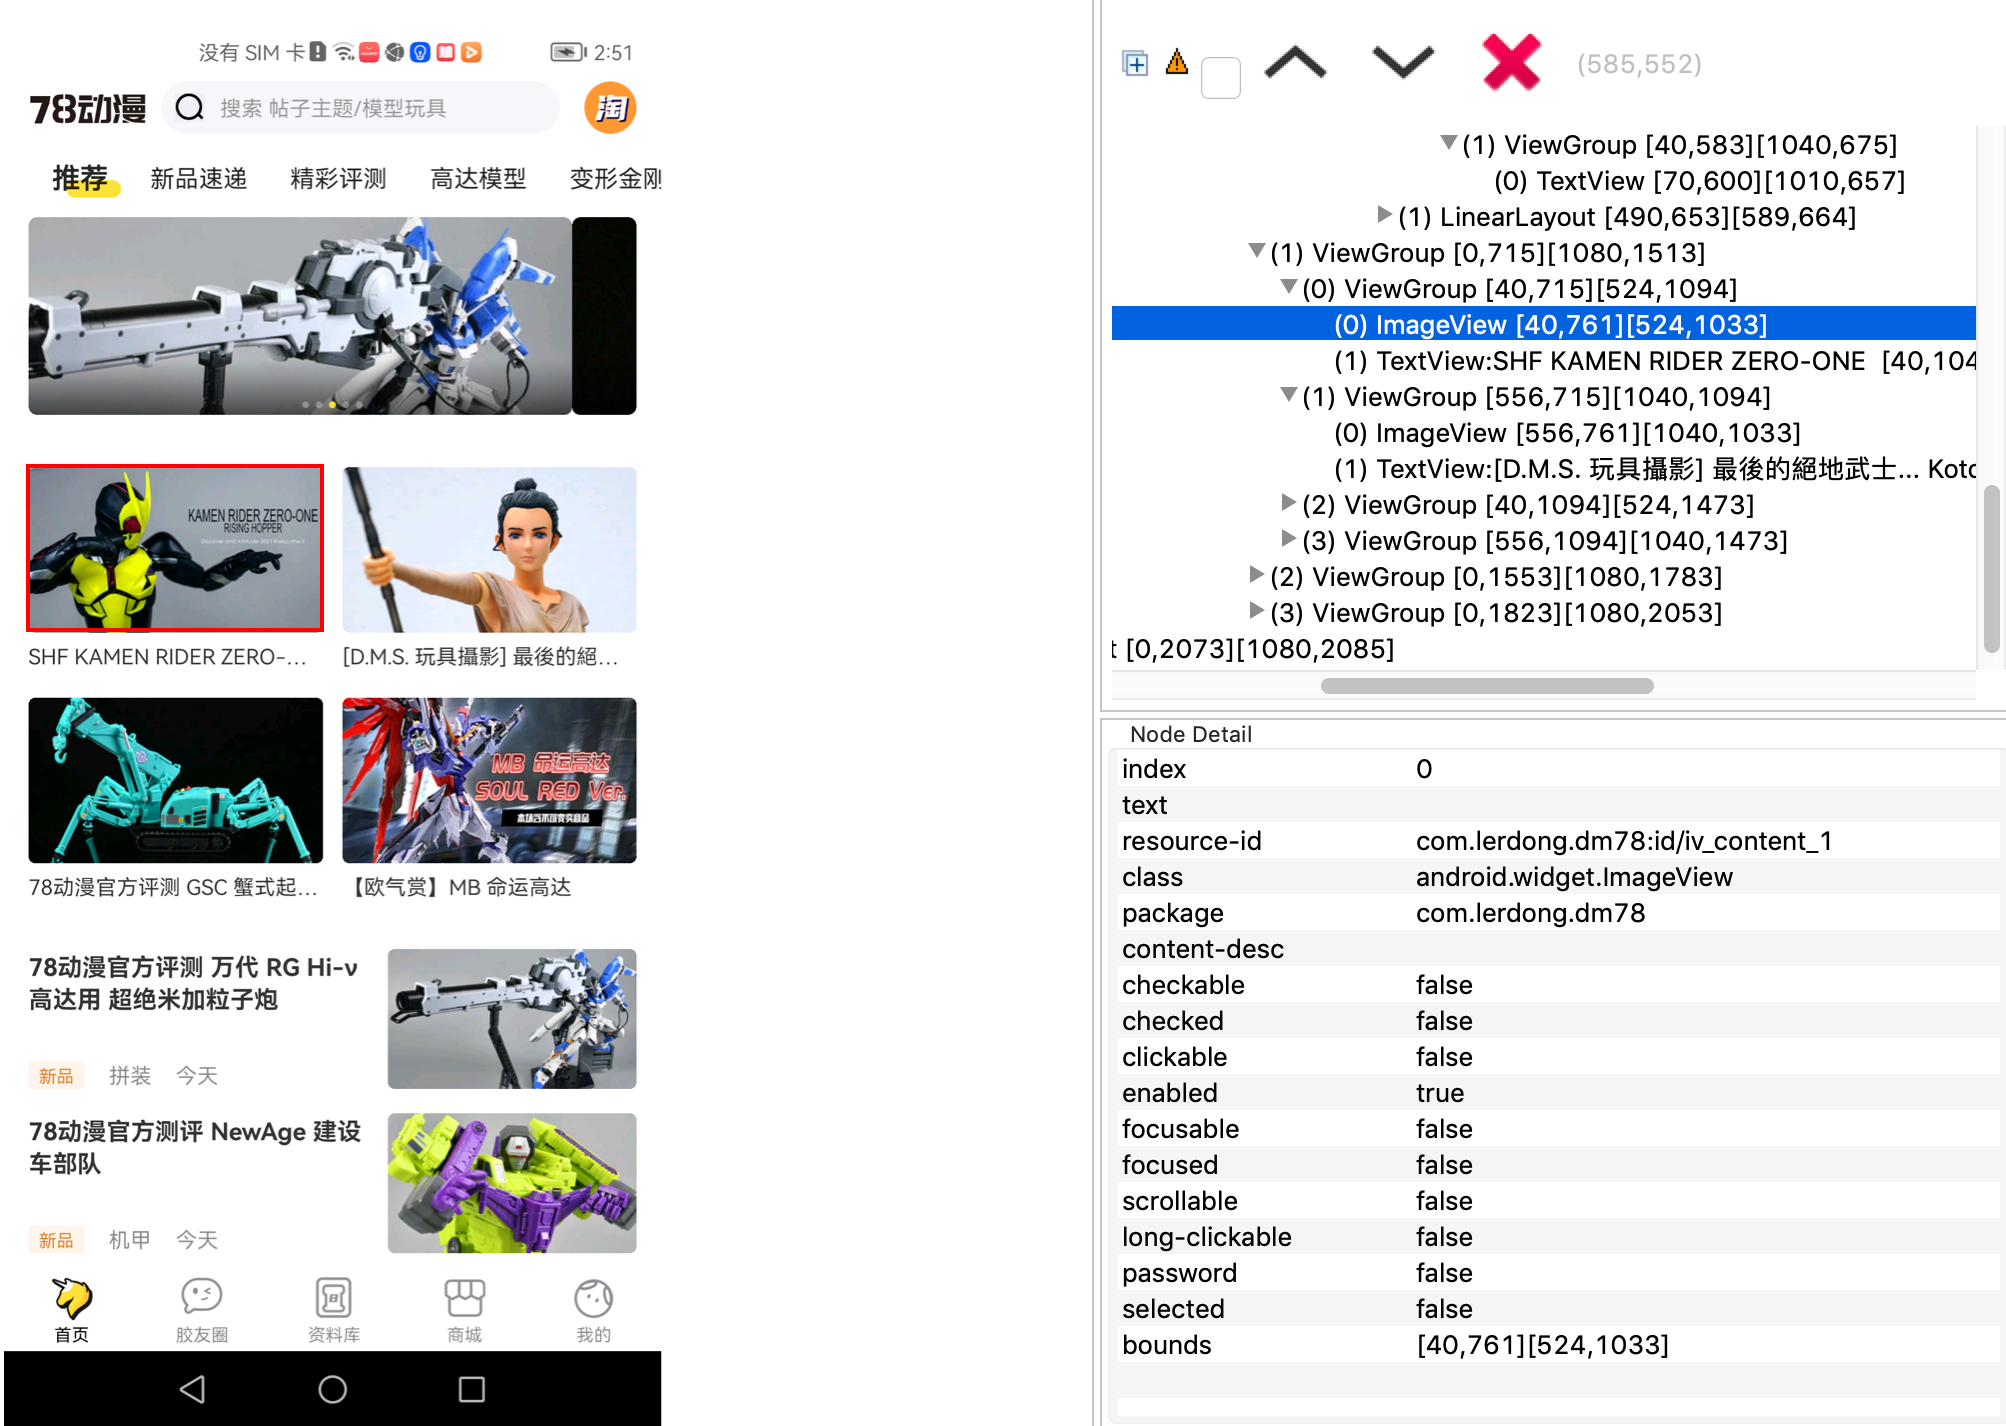 没有 SIM 卡
2:51
78动漫
搜索 帖子主题/模型玩具
淘
推荐
新品速递
精彩评测
高达模型
变形金刚
KAMEN RIDER ZERO-ONE
RISING HOPPER
SHF KAMEN RIDER ZERO-...
[D.M.S. 玩具攝影] 最後的絕...
MB 命运高达
SOUL RED Ver.
78动漫官方评测 GSC 蟹式起...
【欧气赏】MB 命运高达
78动漫官方评测 万代 RG Hi-ν
高达用 超绝米加粒子炮
新品 拼装 今天
78动漫官方测评 NewAge 建设
车部队
新品 机甲 今天
首页
胶友圈
资料库
商城
我的
(585,552)
(1) ViewGroup [40,583][1040,675]
(0) TextView [70,600][1010,657]
(1) LinearLayout [490,653][589,664]
(1) ViewGroup [0,715][1080,1513]
(0) ViewGroup [40,715][524,1094]
(0) ImageView [40,761][524,1033]
(1) TextView:SHF KAMEN RIDER ZERO-ONE [40,104
(1) ViewGroup [556,715][1040,1094]
(0) ImageView [556,761][1040,1033]
(1) TextView:[D.M.S. 玩具攝影] 最後的絕地武士... Koto
(2) ViewGroup [40,1094][524,1473]
(3) ViewGroup [556,1094][1040,1473]
(2) ViewGroup [0,1553][1080,1783]
(3) ViewGroup [0,1823][1080,2053]
t [0,2073][1080,2085]
Node Detail
index 0
text
resource-id com.lerdong.dm78:id/iv_content_1
class android.widget.ImageView
package com.lerdong.dm78
content-desc
checkable false
checked false
clickable false
enabled true
focusable false
focused false
scrollable false
long-clickable false
password false
selected false
bounds [40,761][524,1033]